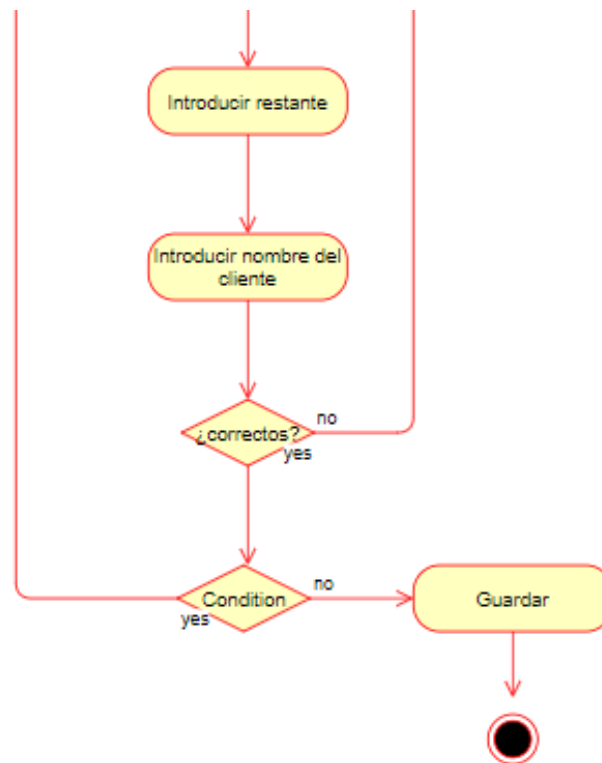 Introducir restante
Introducir nombre del
cliente
no
¿correctos?
yes
no
Condition
Guardar
yes